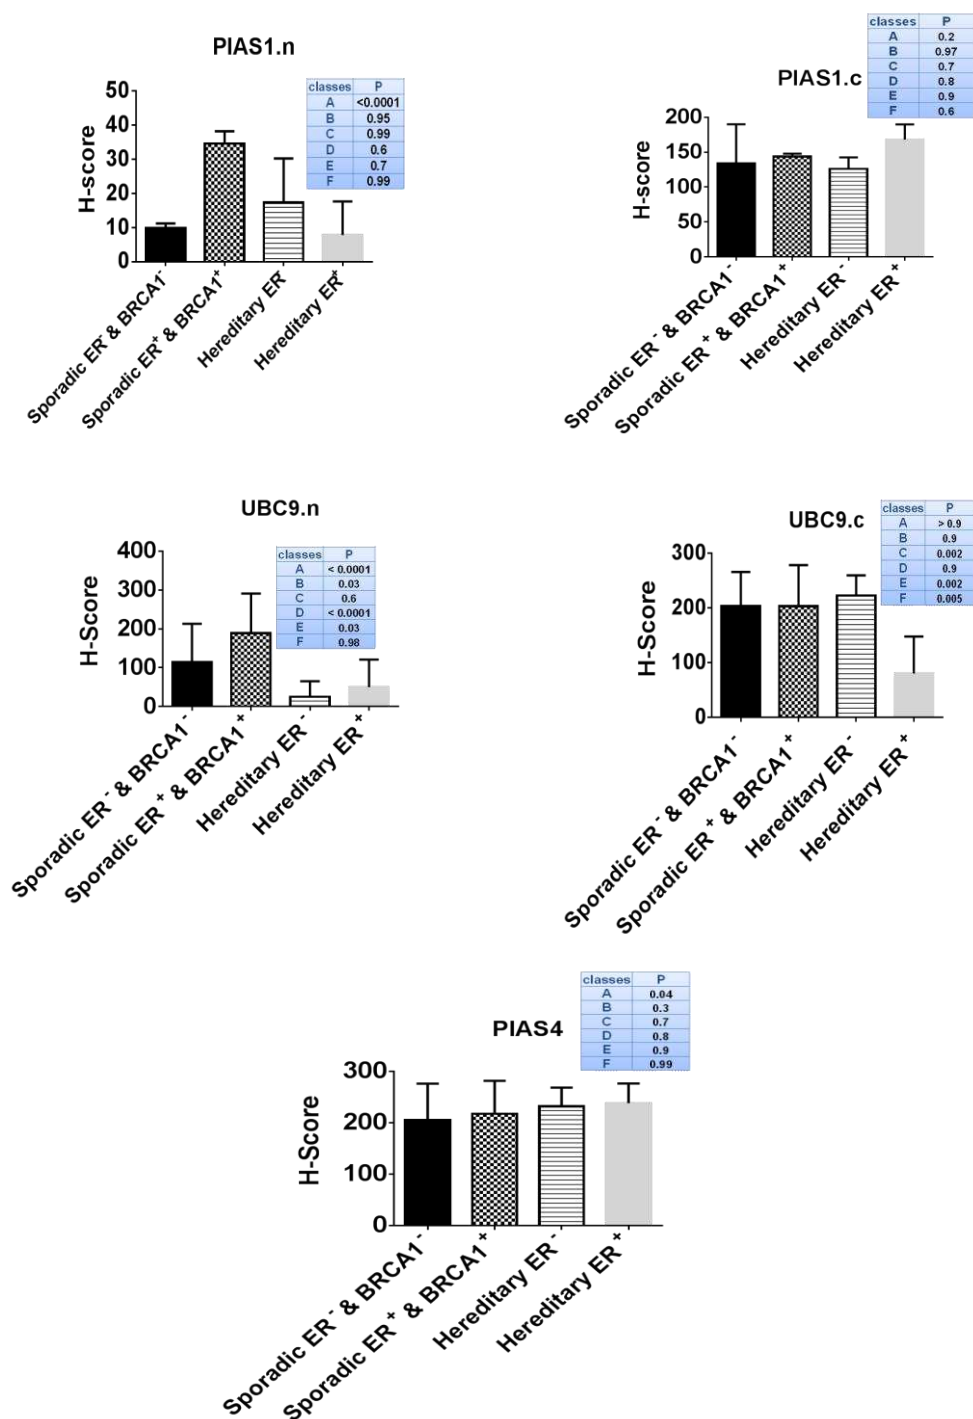 PIAS1.n
classes P
A <0.0001
B 0.95
C 0.99
D 0.6
E 0.7
F 0.99
H-score
50
40
30
20
10
0
Sporadic ER⁻ & BRCA1⁻
Sporadic ER⁺ & BRCA1⁺
Hereditary ER⁻
Hereditary ER⁺
PIAS1.c
classes P
A 0.2
B 0.97
C 0.7
D 0.8
E 0.9
F 0.6
H-score
200
150
100
50
0
Sporadic ER⁻ & BRCA1⁻
Sporadic ER⁺ & BRCA1⁺
Hereditary ER⁻
Hereditary ER⁺
UBC9.n
classes P
A < 0.0001
B 0.03
C 0.6
D < 0.0001
E 0.03
F 0.98
H-Score
400
300
200
100
0
Sporadic ER⁻ & BRCA1⁻
Sporadic ER⁺ & BRCA1⁺
Hereditary ER⁻
Hereditary ER⁺
UBC9.c
classes P
A > 0.9
B 0.9
C 0.002
D 0.9
E 0.002
F 0.005
H-Score
300
200
100
0
Sporadic ER⁻ & BRCA1⁻
Sporadic ER⁺ & BRCA1⁺
Hereditary ER⁻
Hereditary ER⁺
PIAS4
classes P
A 0.04
B 0.3
C 0.7
D 0.8
E 0.9
F 0.99
H-Score
300
200
100
0
Sporadic ER⁻ & BRCA1⁻
Sporadic ER⁺ & BRCA1⁺
Hereditary ER⁻
Hereditary ER⁺